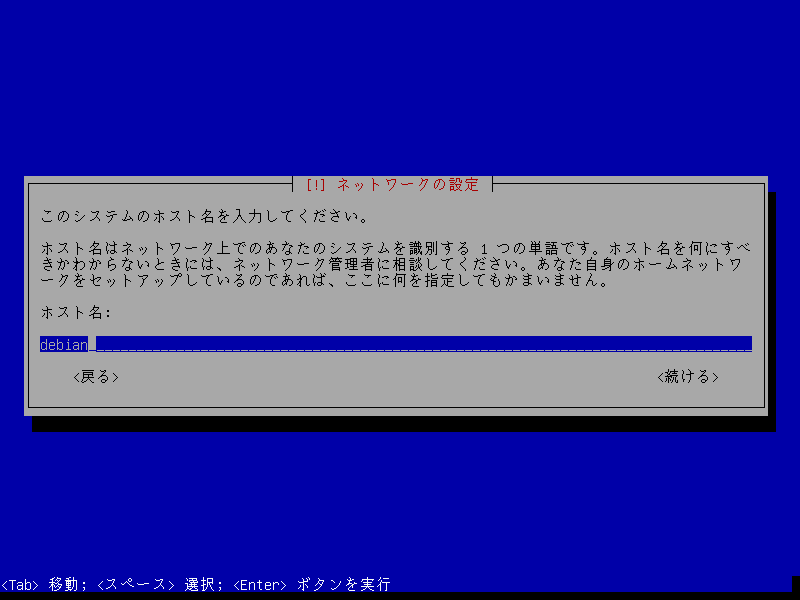 [!] ネットワークの設定
このシステムのホスト名を入力してください。
ホスト名はネットワーク上でのあなたのシステムを識別する 1 つの単語です。ホスト名を何にすべ
きかわからないときには、ネットワーク管理者に相談してください。あなた自身のホームネットワ
ークをセットアップしているのであれば、ここに何を指定してもかまいません。
ホスト名:
debian
<戻る> <続ける>
<Tab> 移動; <スペース> 選択; <Enter> ボタンを実行